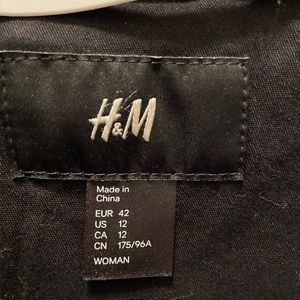 H&M
Made in
China
EUR 42
US 12
CA 12
CN 175/96A
WOMAN